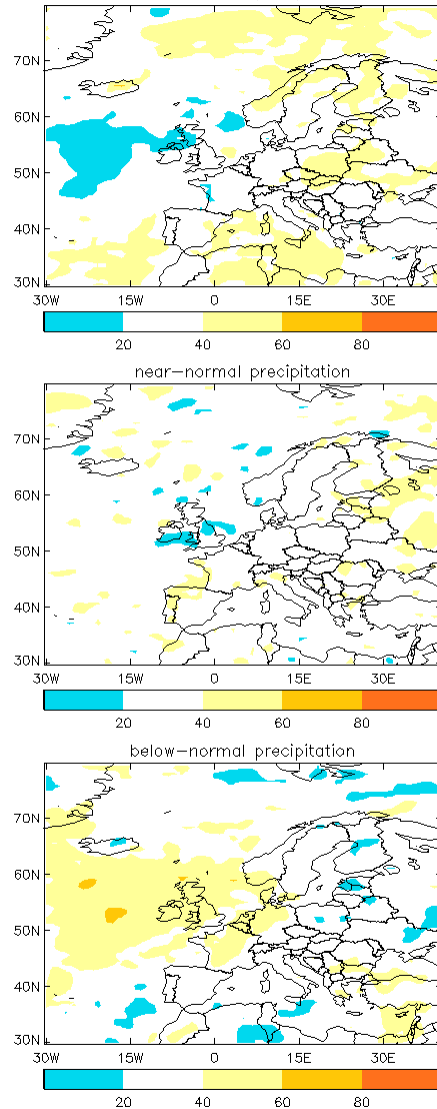 80N
70N
60N
50N
40N
30N
30W 15W 0 15E 30E
20 40 60 80
near-normal precipitation
70N
60N
50N
40N
30N
30W 15W 0 15E 30E
20 40 60 80
below-normal precipitation
70N
60N
50N
40N
30N
30W 15W 0 15E 30E
20 40 60 80